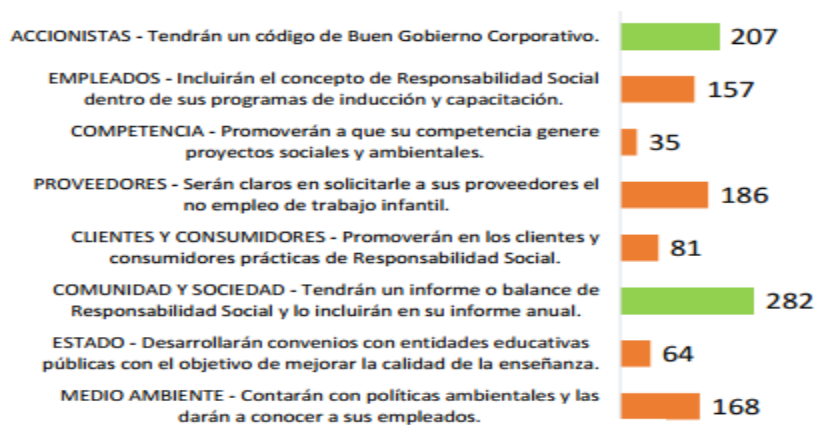 ACCIONISTAS - Tendrán un código de Buen Gobierno Corporativo. 207
EMPLEADOS - Incluirán el concepto de Responsabilidad Social
dentro de sus programas de inducción y capacitación. 157
COMPETENCIA - Promoverán a que su competencia genere
proyectos sociales y ambientales. 35
PROVEEDORES - Serán claros en solicitarle a sus proveedores el
no empleo de trabajo infantil. 186
CLIENTES Y CONSUMIDORES - Promoverán en los clientes y
consumidores prácticas de Responsabilidad Social. 81
COMUNIDAD Y SOCIEDAD - Tendrán un informe o balance de
Responsabilidad Social y lo incluirán en su informe anual. 282
ESTADO - Desarrollarán convenios con entidades educativas
públicas con el objetivo de mejorar la calidad de la enseñanza. 64
MEDIO AMBIENTE - Contarán con políticas ambientales y las
darán a conocer a sus empleados. 168